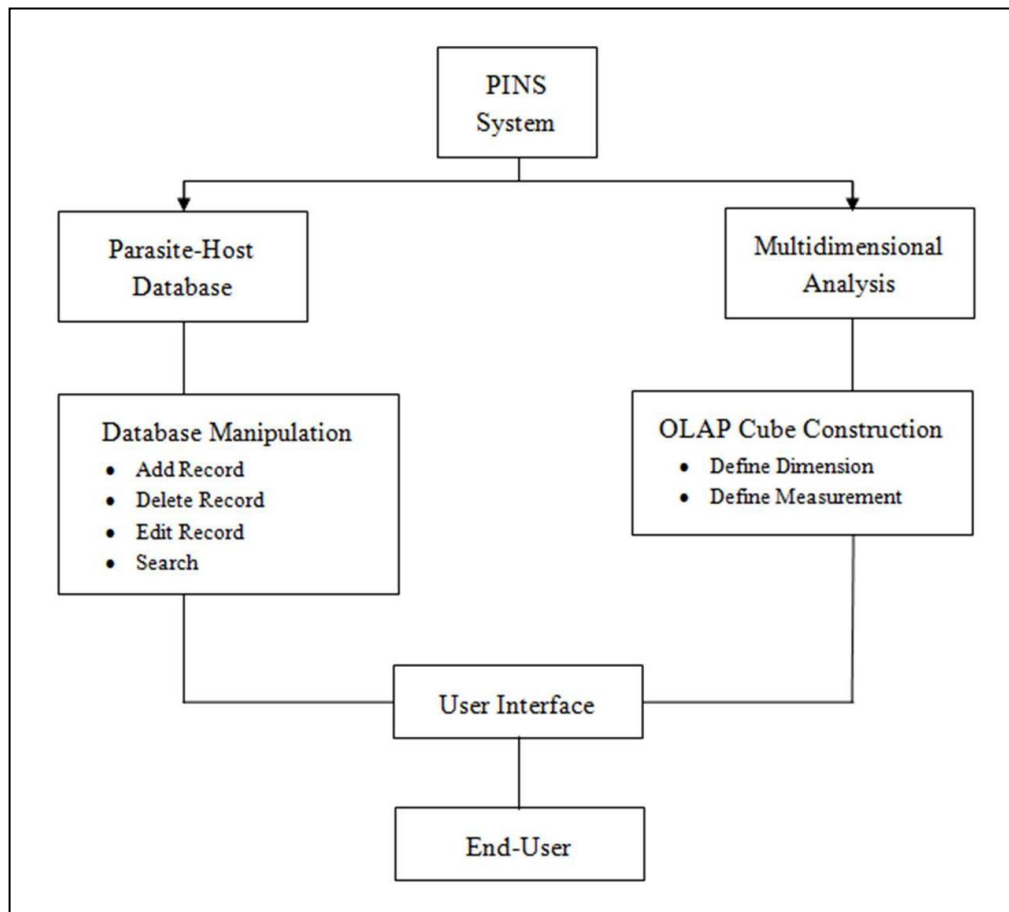 PINS
System
Parasite-Host
Database
Multidimensional
Analysis
Database Manipulation
• Add Record
• Delete Record
• Edit Record
• Search
OLAP Cube Construction
• Define Dimension
• Define Measurement
User Interface
End-User